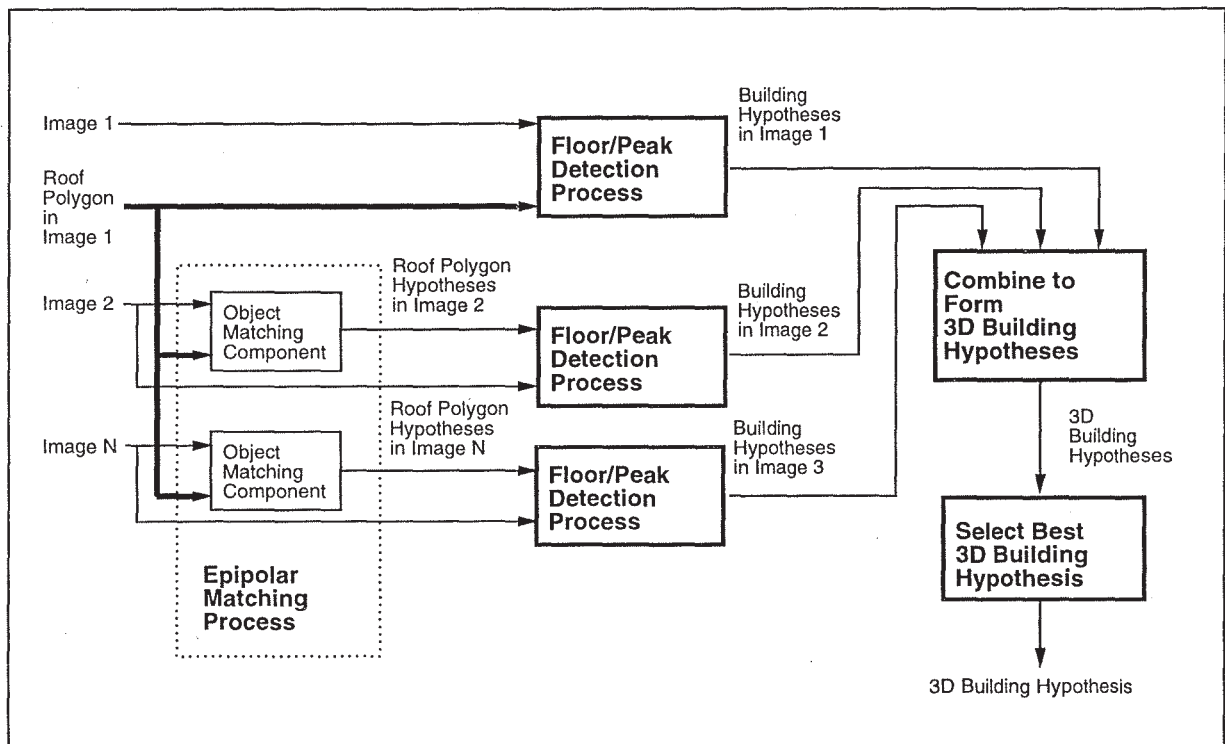 Image 1
Floor/Peak
Detection
Process
Building
Hypotheses
in Image 1
Roof
Polygon
in
Image 1
Image 2
Object
Matching
Component
Roof Polygon
Hypotheses
in Image 2
Floor/Peak
Detection
Process
Building
Hypotheses
in Image 2
Image N
Object
Matching
Component
Roof Polygon
Hypotheses
in Image N
Floor/Peak
Detection
Process
Building
Hypotheses
in Image 3
Epipolar
Matching
Process
Combine to
Form
3D Building
Hypotheses
3D
Building
Hypotheses
Select Best
3D Building
Hypothesis
3D Building Hypothesis